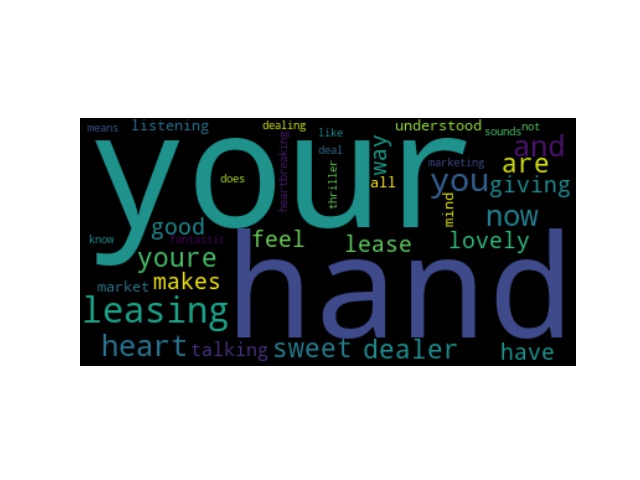 means listening dealing like understood sounds not
your deal way and
does heartbreaking thriller all marketing you are giving
mind now
know good fantastic feel lease lovely
youre hand
market makes
leasing
heart talking sweet dealer have